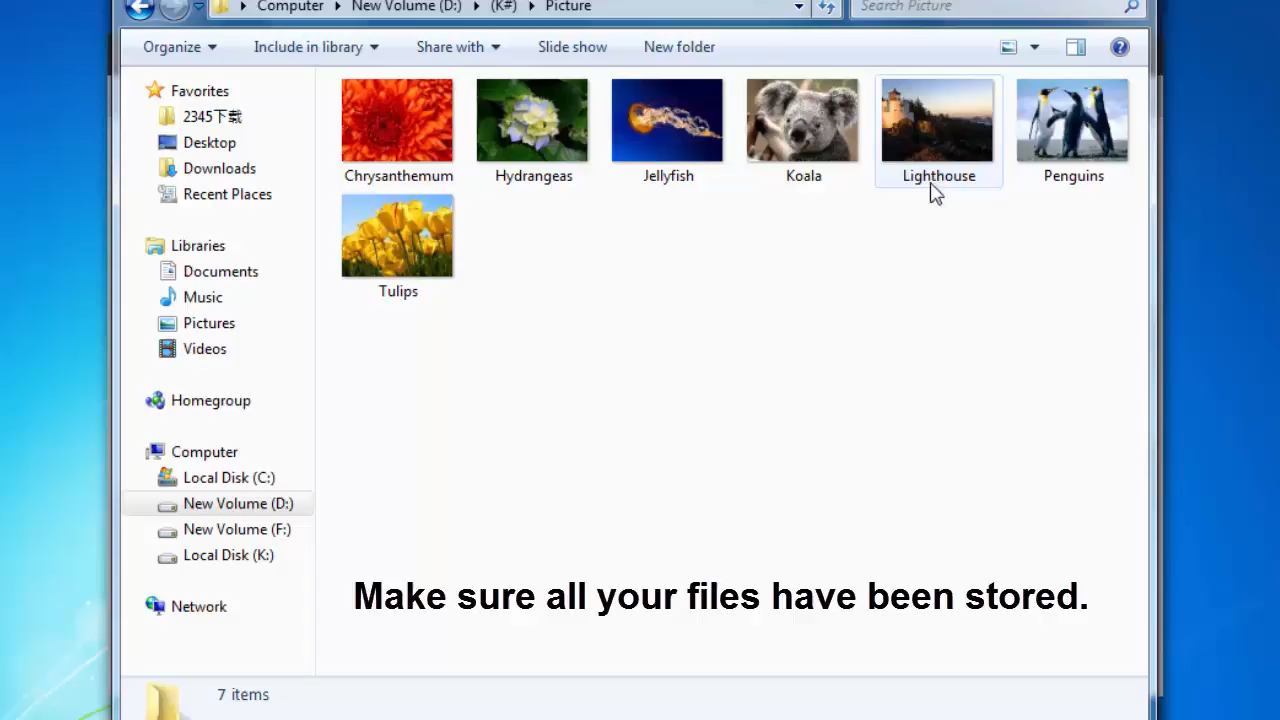 Computer New Volume (D:) (K#) Picture Search Picture
Organize Include in library Share with Slide show New folder
Favorites
2345下载
Desktop
Downloads
Recent Places
Libraries
Documents
Music
Pictures
Videos
Homegroup
Computer
Local Disk (C:)
New Volume (D:)
New Volume (F:)
Local Disk (K:)
Network
Chrysanthemum Hydrangeas Jellyfish Koala Lighthouse Penguins
Tulips
Make sure all your files have been stored.
7 items